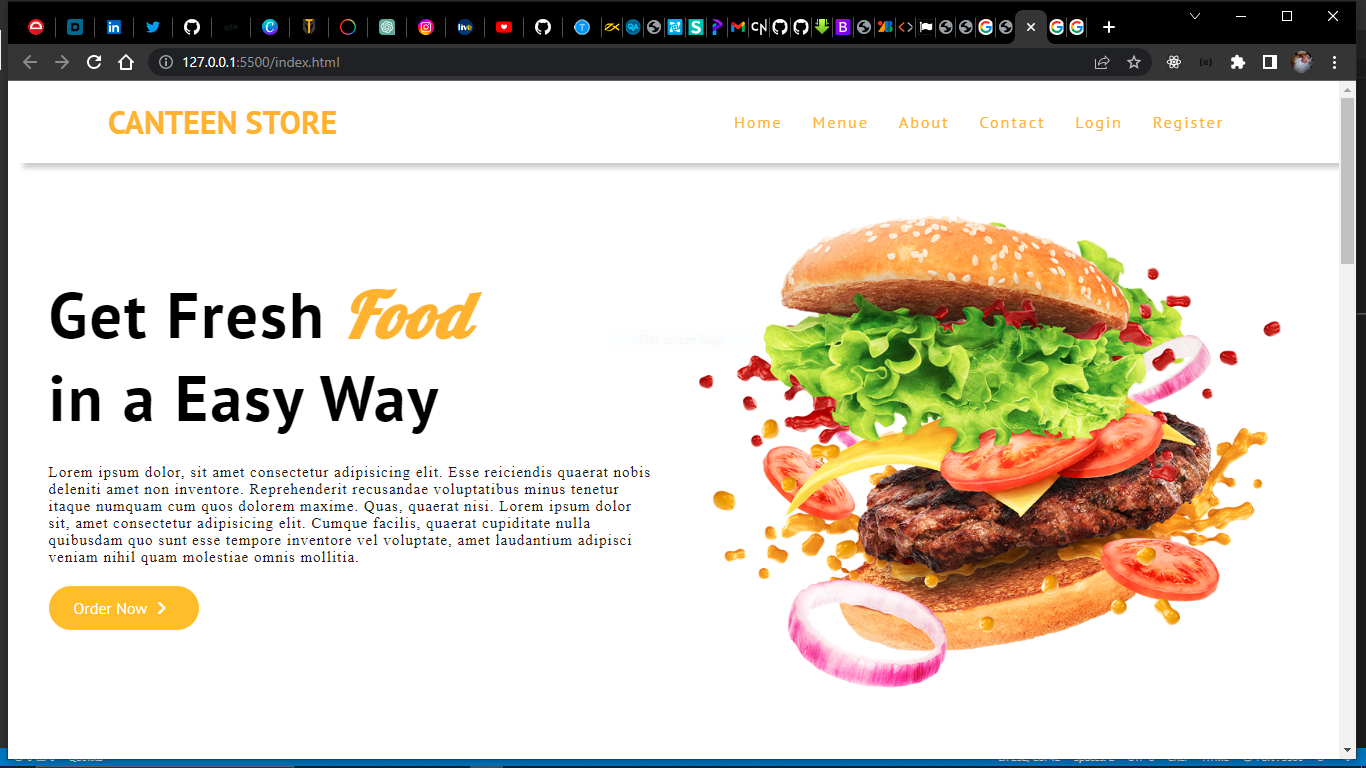 127.0.0.1:5500/index.html
CANTEEN STORE
Home Menue About Contact Login Register
Get Fresh Food
in a Easy Way
Full-screen Snip
Lorem ipsum dolor, sit amet consectetur adipisicing elit. Esse reiciendis quaerat nobis
deleniti amet non inventore. Reprehenderit recusandae voluptatibus minus tenetur
itaque numquam cum quos dolorem maxime. Quas, quaerat nisi. Lorem ipsum dolor
sit, amet consectetur adipisicing elit. Cumque facilis, quaerat cupiditate nulla
quibusdam quo sunt esse tempore inventore vel voluptate, amet laudantium adipisci
veniam nihil quam molestiae omnis mollitia.
Order Now